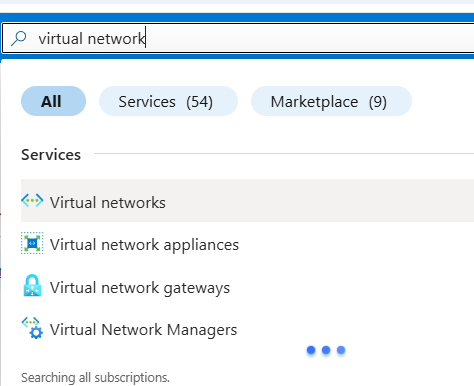 virtual network
All Services (54) Marketplace (9)
Services
Virtual networks
Virtual network appliances
Virtual network gateways
Virtual Network Managers
Searching all subscriptions.